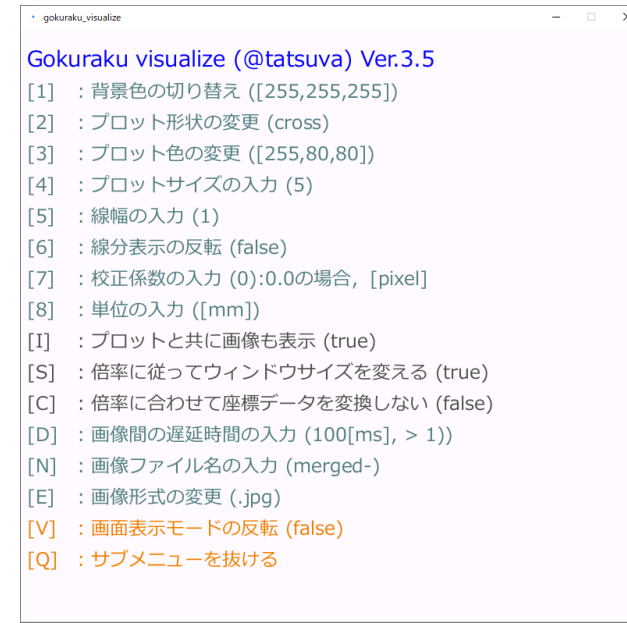 gokuraku_visualize
Gokuraku visualize (@tatsuva) Ver.3.5
[1] : 背景色の切り替え ([255,255,255])
[2] : プロット形状の変更 (cross)
[3] : プロット色の変更 ([255,80,80])
[4] : プロットサイズの入力 (5)
[5] : 線幅の入力 (1)
[6] : 線分表示の反転 (false)
[7] : 校正係数の入力 (0):0.0の場合, [pixel]
[8] : 単位の入力 ([mm])
[I] : プロットと共に画像も表示 (true)
[S] : 倍率に従ってウィンドウサイズを変える (true)
[C] : 倍率に合わせて座標データを変換しない (false)
[D] : 画像間の遅延時間の入力 (100[ms], > 1))
[N] : 画像ファイル名の入力 (merged-)
[E] : 画像形式の変更 (.jpg)
[V] : 画面表示モードの反転 (false)
[Q] : サブメニューを抜ける